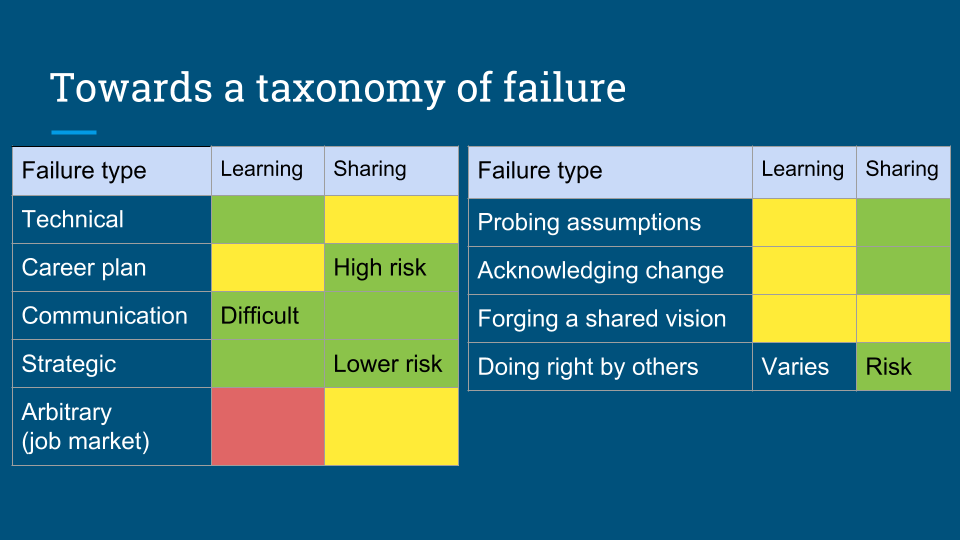 Towards a taxonomy of failure
Failure type Learning Sharing
Technical
Career plan High risk
Communication Difficult
Strategic Lower risk
Arbitrary
(job market)
Failure type Learning Sharing
Probing assumptions
Acknowledging change
Forging a shared vision
Doing right by others Varies Risk